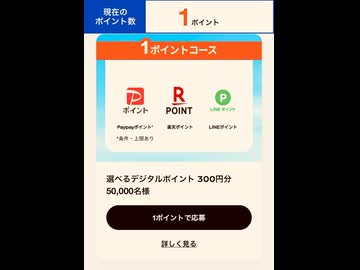 現在の
ポイント数
1ポイント
1ポイントコース
P
ポイント
R
POINT
P
LINEポイント
Paypayポイント*
楽天ポイント
LINEポイント
*条件・上限あり
選べるデジタルポイント 300円分
50,000名様
1ポイントで応募
詳しく見る